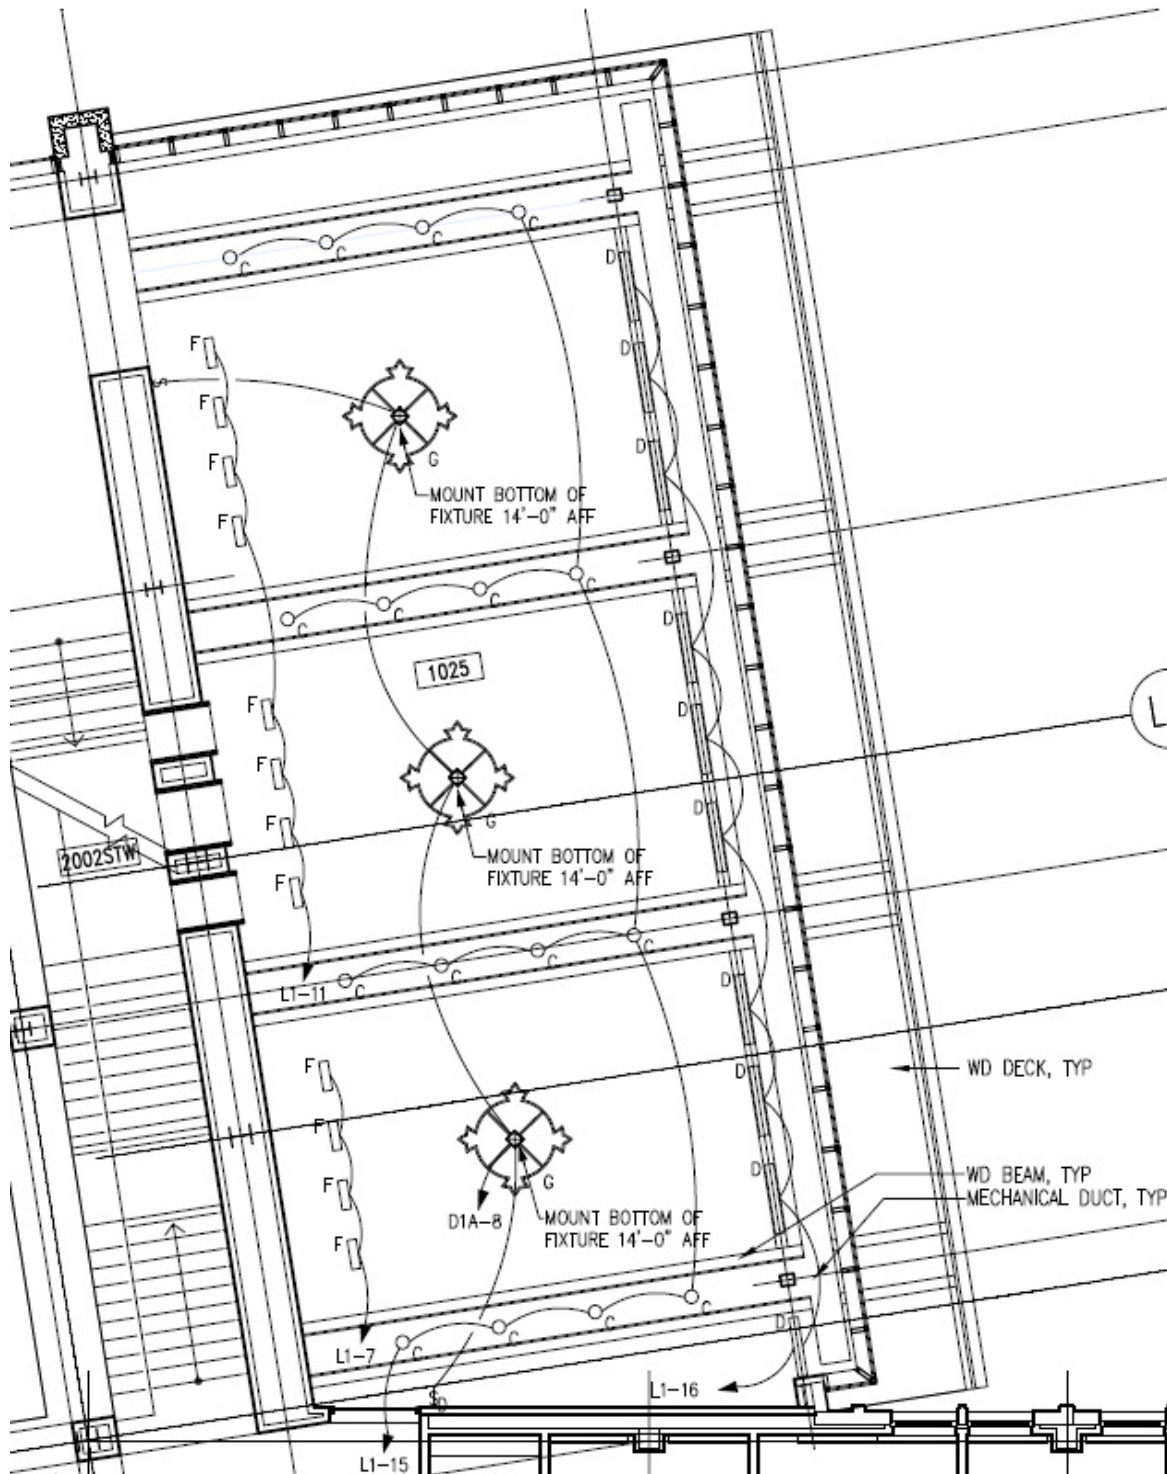 C
C
C
C
D
F
D
F
D
F
G
MOUNT BOTTOM OF
FIXTURE 14'-0" AFF
F
C
C
C
C
D
1025
F
D
L
F
D
G
F
2002STW
MOUNT BOTTOM OF
FIXTURE 14'-0" AFF
F
C
C
C
C
D
L1-11
F
D
WD DECK, TYP
F
D
WD BEAM, TYP
G
F
MECHANICAL DUCT, TYP
D1A-8
MOUNT BOTTOM OF
FIXTURE 14'-0" AFF
F
C
C
C
C
D
L1-7
L1-16
S
D
L1-15